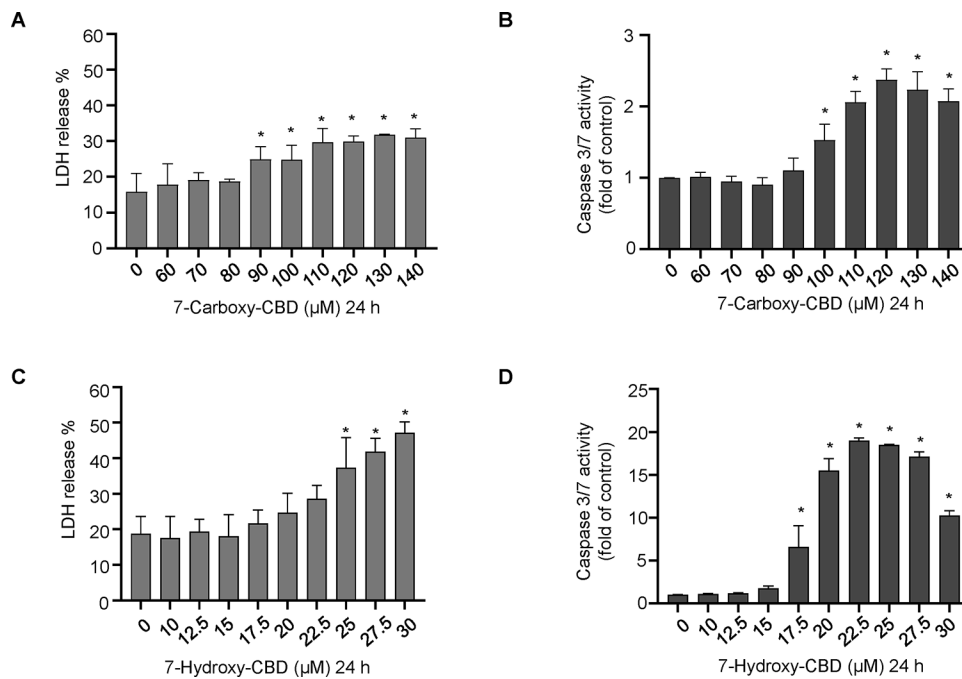 A
LDH release %
60
50
40
30
20
10
0
0 60 70 80 90 100 110 120 130 140
* * * * * *
7-Carboxy-CBD (µM) 24 h
B
Caspase 3/7 activity
(fold of control)
3
2
1
0
0 60 70 80 90 100 110 120 130 140
* * * * *
7-Carboxy-CBD (µM) 24 h
C
LDH release %
60
50
40
30
20
10
0
0 10 12.5 15 17.5 20 22.5 25 27.5 30
* * *
7-Hydroxy-CBD (µM) 24 h
D
Caspase 3/7 activity
(fold of control)
25
20
15
10
5
0
0 10 12.5 15 17.5 20 22.5 25 27.5 30
* * * * * *
7-Hydroxy-CBD (µM) 24 h